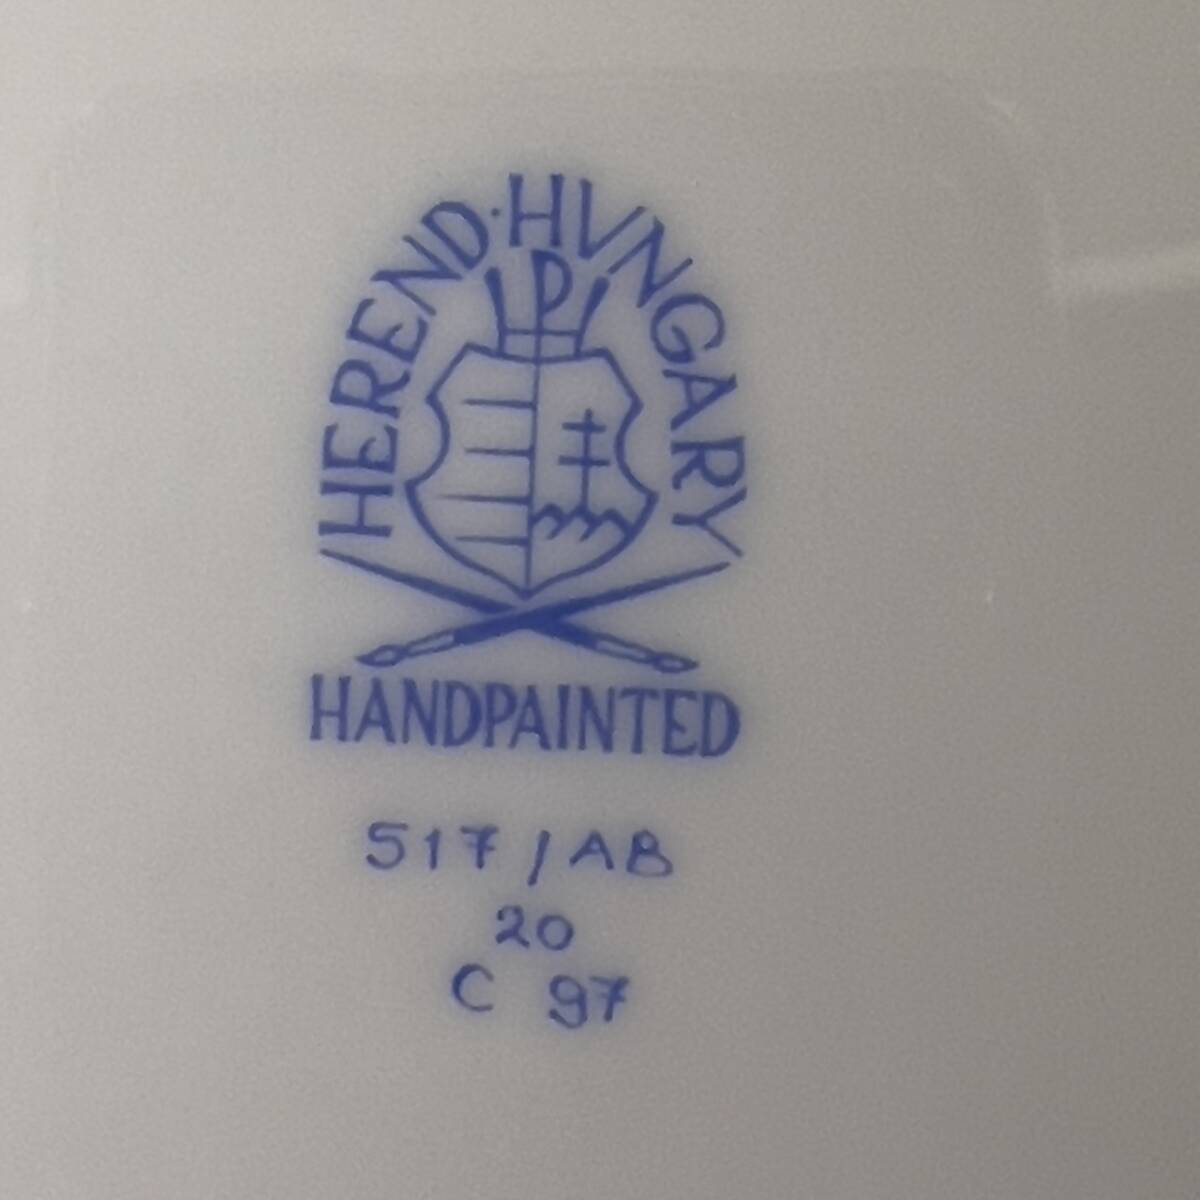 HEREND·HVNGARY
HANDPAINTED
517/AB
20
C 97